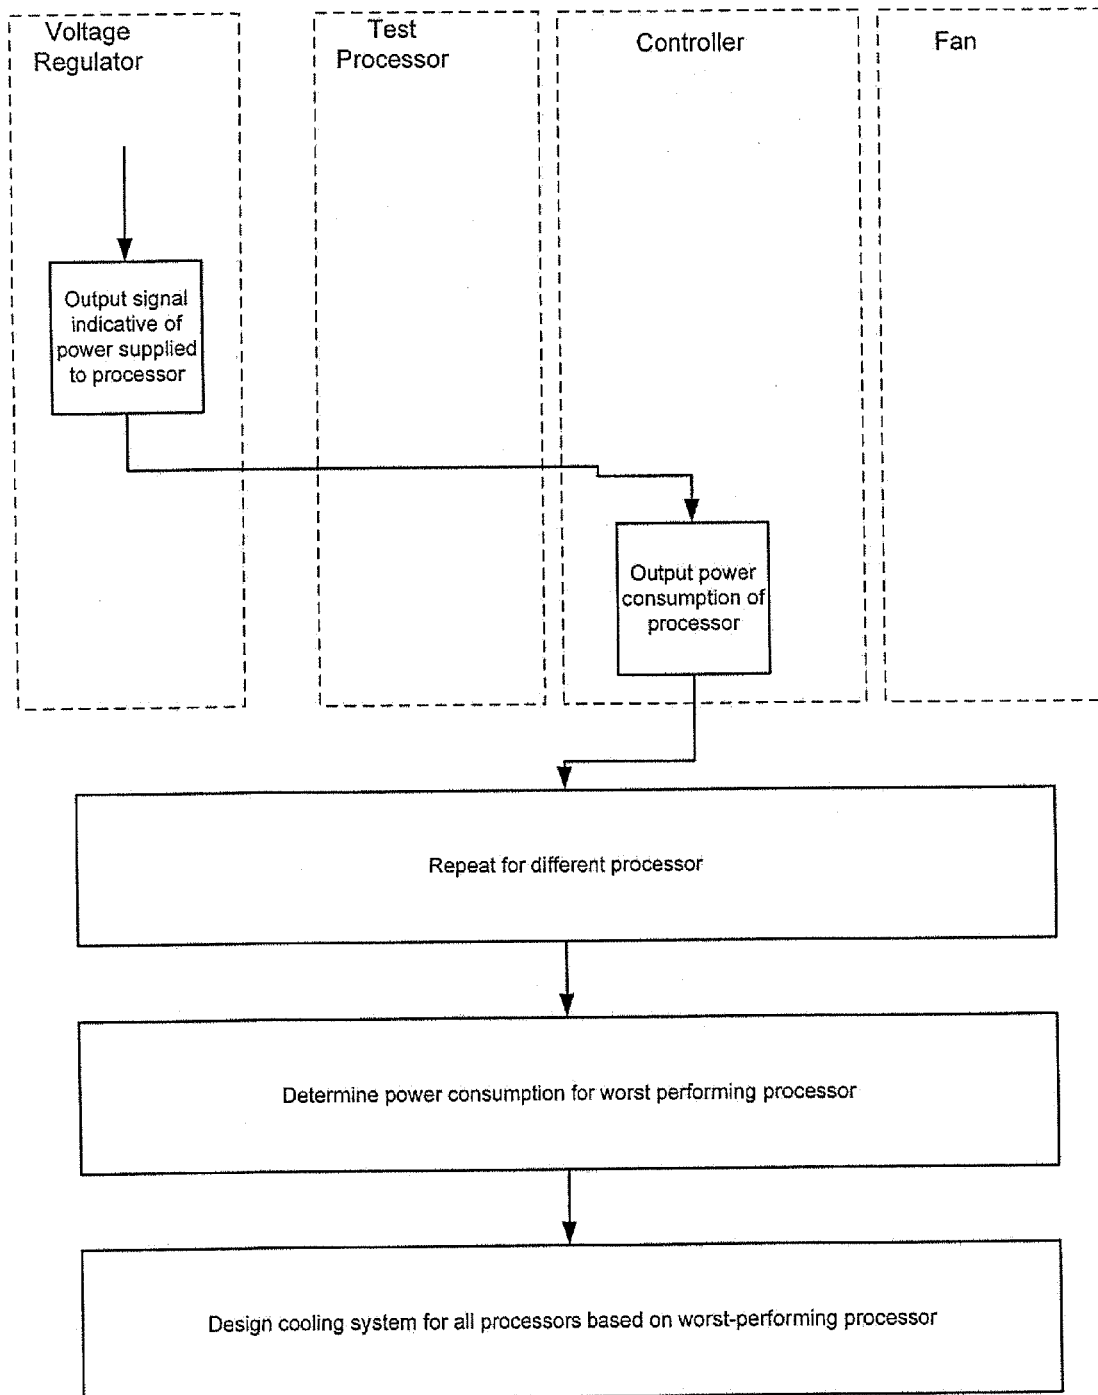 Voltage
Regulator
Test
Processor
Controller
Fan
Output signal
indicative of
power supplied
to processor
Output power
consumption of
processor
Repeat for different processor
Determine power consumption for worst performing processor
Design cooling system for all processors based on worst-performing processor